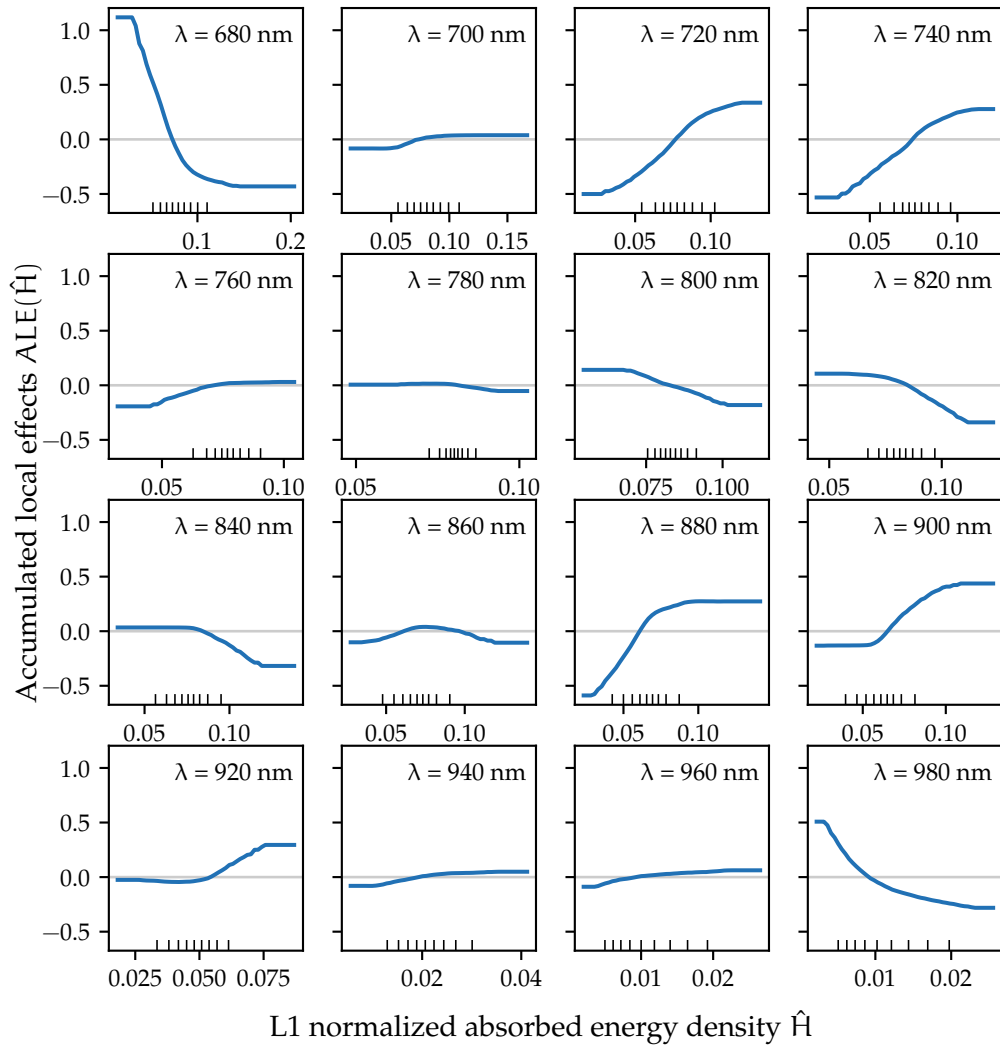 1.0
0.5
0.0
−0.5
λ = 680 nm
λ = 700 nm
λ = 720 nm
λ = 740 nm
0.1 0.2
0.05 0.10 0.15
0.05 0.10
0.05 0.10
1.0
0.5
0.0
−0.5
λ = 760 nm
λ = 780 nm
λ = 800 nm
λ = 820 nm
0.05 0.10
0.05 0.10
0.075 0.100
0.05 0.10
1.0
0.5
0.0
−0.5
λ = 840 nm
λ = 860 nm
λ = 880 nm
λ = 900 nm
0.05 0.10
0.05 0.10
0.05 0.10
0.05 0.10
1.0
0.5
0.0
−0.5
λ = 920 nm
λ = 940 nm
λ = 960 nm
λ = 980 nm
0.025 0.050 0.075
0.02 0.04
0.01 0.02
0.01 0.02
Accumulated local effects ALE(Ĥ)
L1 normalized absorbed energy density Ĥ